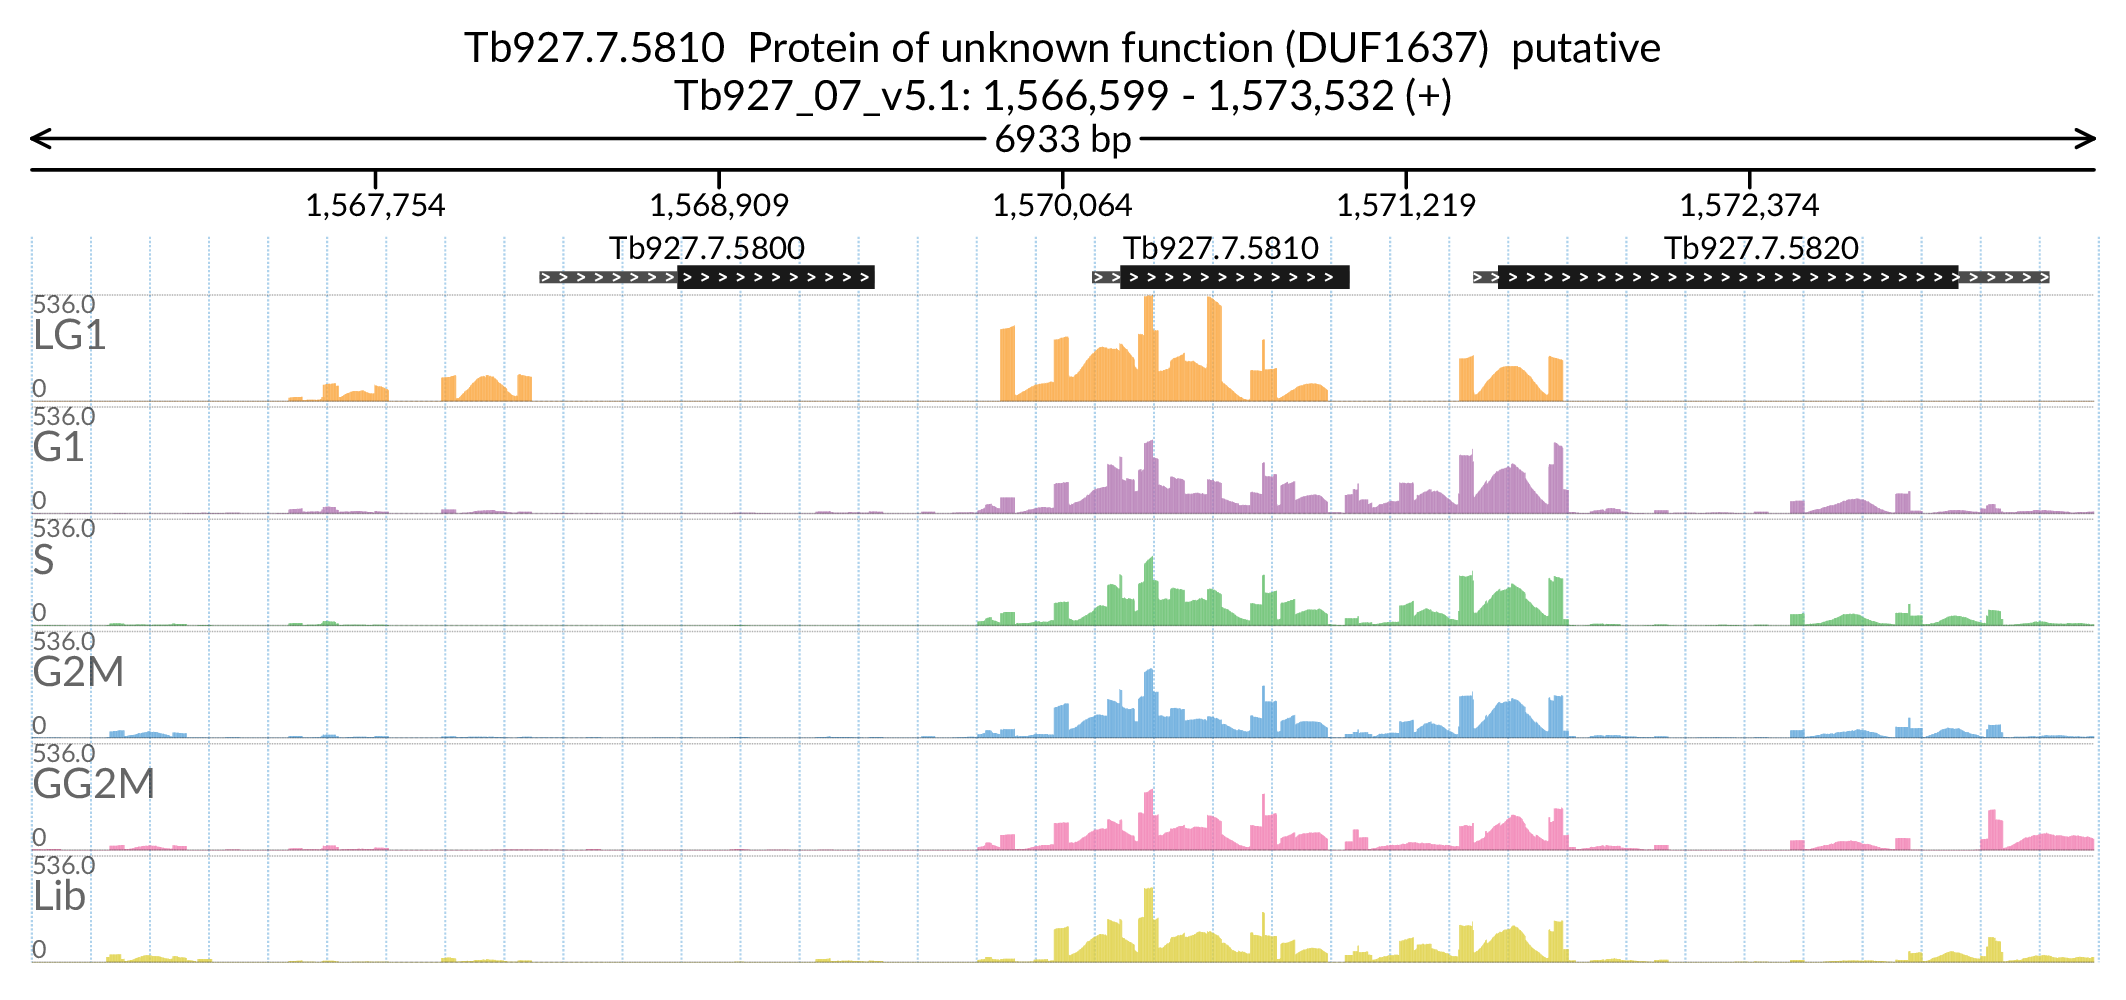 Tb927.7.5810  Protein of unknown function (DUF1637)  putative
Tb927_07_v5.1: 1,566,599 - 1,573,532 (+)
6933 bp
1,567,754 1,568,909 1,570,064 1,571,219 1,572,374
Tb927.7.5800 Tb927.7.5810 Tb927.7.5820
536.0
LG1
0
536.0
G1
0
536.0
S
0
536.0
G2M
0
536.0
GG2M
0
536.0
Lib
0